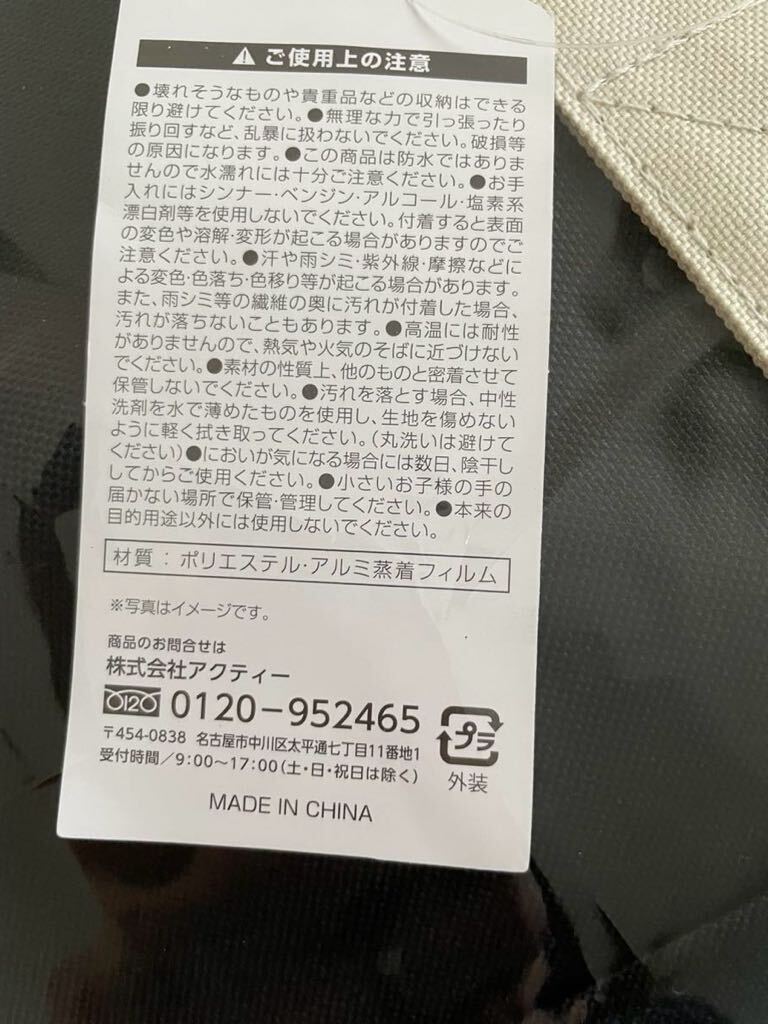 ⚠ ご使用上の注意
●壊れそうなものや貴重品などの収納はできる
限り避けてください。●無理な力で引っ張ったり
振り回すなど、乱暴に扱わないでください。破損等
の原因になります。●この商品は防水ではありま
せんので水濡れには十分ご注意ください。●お手
入れにはシンナー・ベンジン・アルコール・塩素系
漂白剤等を使用しないでください。付着すると表面
の変色や溶解・変形が起こる場合がありますのでご
注意ください。●汗や雨シミ・紫外線・摩擦などに
よる変色・色落ち・色移り等が起こる場合があります。
また、雨シミ等の繊維の奥に汚れが付着した場合、
汚れが落ちないこともあります。●高温には耐性
がありませんので、熱気や火気のそばに近づけない
でください。●素材の性質上、他のものと密着させて
保管しないでください。●汚れを落とす場合、中性
洗剤を水で薄めたものを使用し、生地を傷めない
ように軽く拭き取ってください。(丸洗いは避けて
ください)●においが気になる場合には数日、陰干し
してからご使用ください。●小さいお子様の手の
届かない場所で保管・管理してください。●本来の
目的用途以外には使用しないでください。
材質：ポリエステル・アルミ蒸着フィルム
※写真はイメージです。
商品のお問合せは
株式会社アクティー
0120 0120-952465
〒454-0838 名古屋市中川区太平通七丁目11番地1
受付時間/9:00〜17:00(土・日・祝日は除く)
プラ
外装
MADE IN CHINA